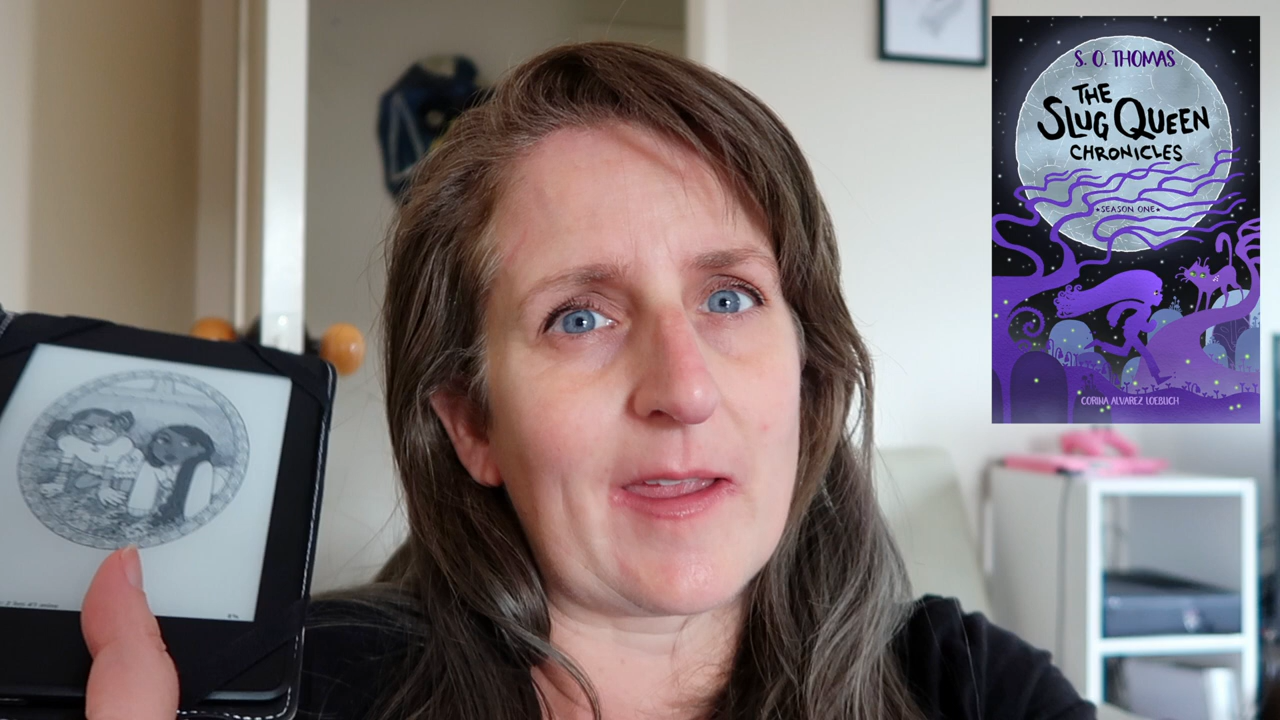 S. O. THOMAS
THE
SLUG QUEEN
CHRONICLES
SEASON ONE
CORINA ALVAREZ LOEBLICH